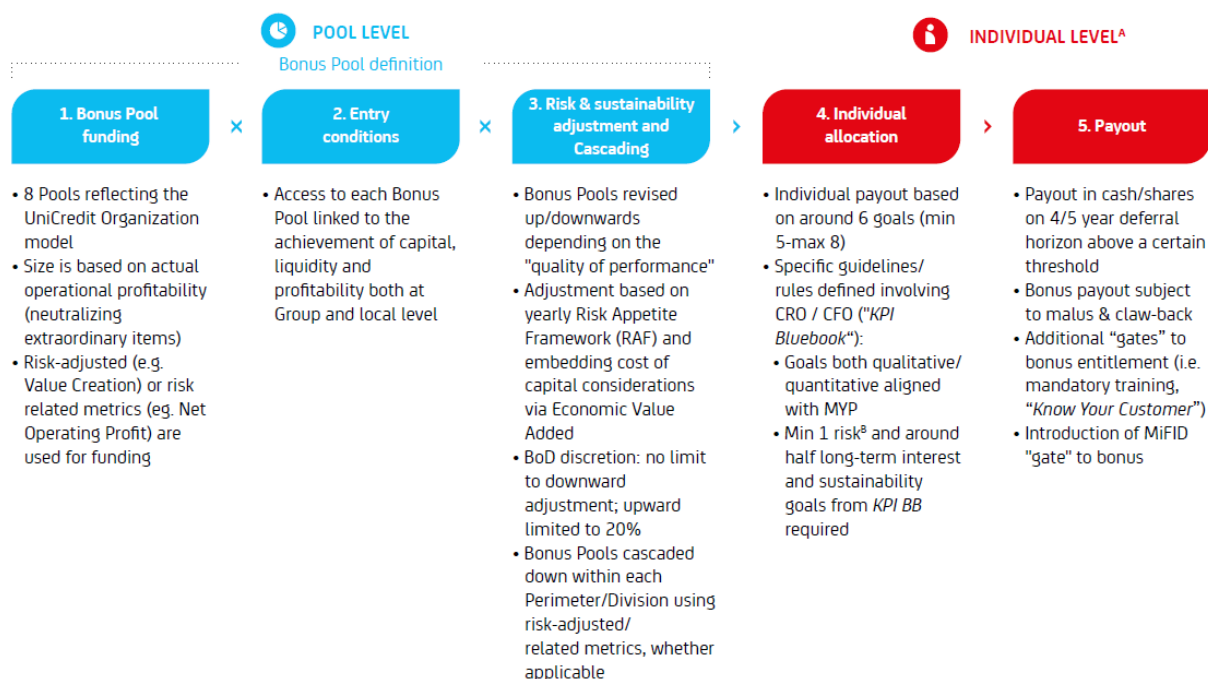 POOL LEVEL
Bonus Pool definition
INDIVIDUAL LEVELᴬ
1. Bonus Pool
funding
×
2. Entry
conditions
×
3. Risk & sustainability
adjustment and
Cascading
›
4. Individual
allocation
›
5. Payout
• 8 Pools reflecting the
UniCredit Organization
model
• Size is based on actual
operational profitability
(neutralizing
extraordinary items)
• Risk-adjusted (e.g.
Value Creation) or risk
related metrics (eg. Net
Operating Profit) are
used for funding
• Access to each Bonus
Pool linked to the
achievement of capital,
liquidity and
profitability both at
Group and local level
• Bonus Pools revised
up/downwards
depending on the
"quality of performance"
• Adjustment based on
yearly Risk Appetite
Framework (RAF) and
embedding cost of
capital considerations
via Economic Value
Added
• BoD discretion: no limit
to downward
adjustment; upward
limited to 20%
• Bonus Pools cascaded
down within each
Perimeter/Division using
risk-adjusted/
related metrics, whether
applicable
• Individual payout based
on around 6 goals (min
5-max 8)
• Specific guidelines/
rules defined involving
CRO / CFO ("KPI
Bluebook“):
• Goals both qualitative/
quantitative aligned
with MYP
• Min 1 riskᴮ and around
half long-term interest
and sustainability
goals from KPI BB
required
• Payout in cash/shares
on 4/5 year deferral
horizon above a certain
threshold
• Bonus payout subject
to malus & claw-back
• Additional “gates” to
bonus entitlement (i.e.
mandatory training,
“Know Your Customer”)
• Introduction of MiFID
"gate" to bonus